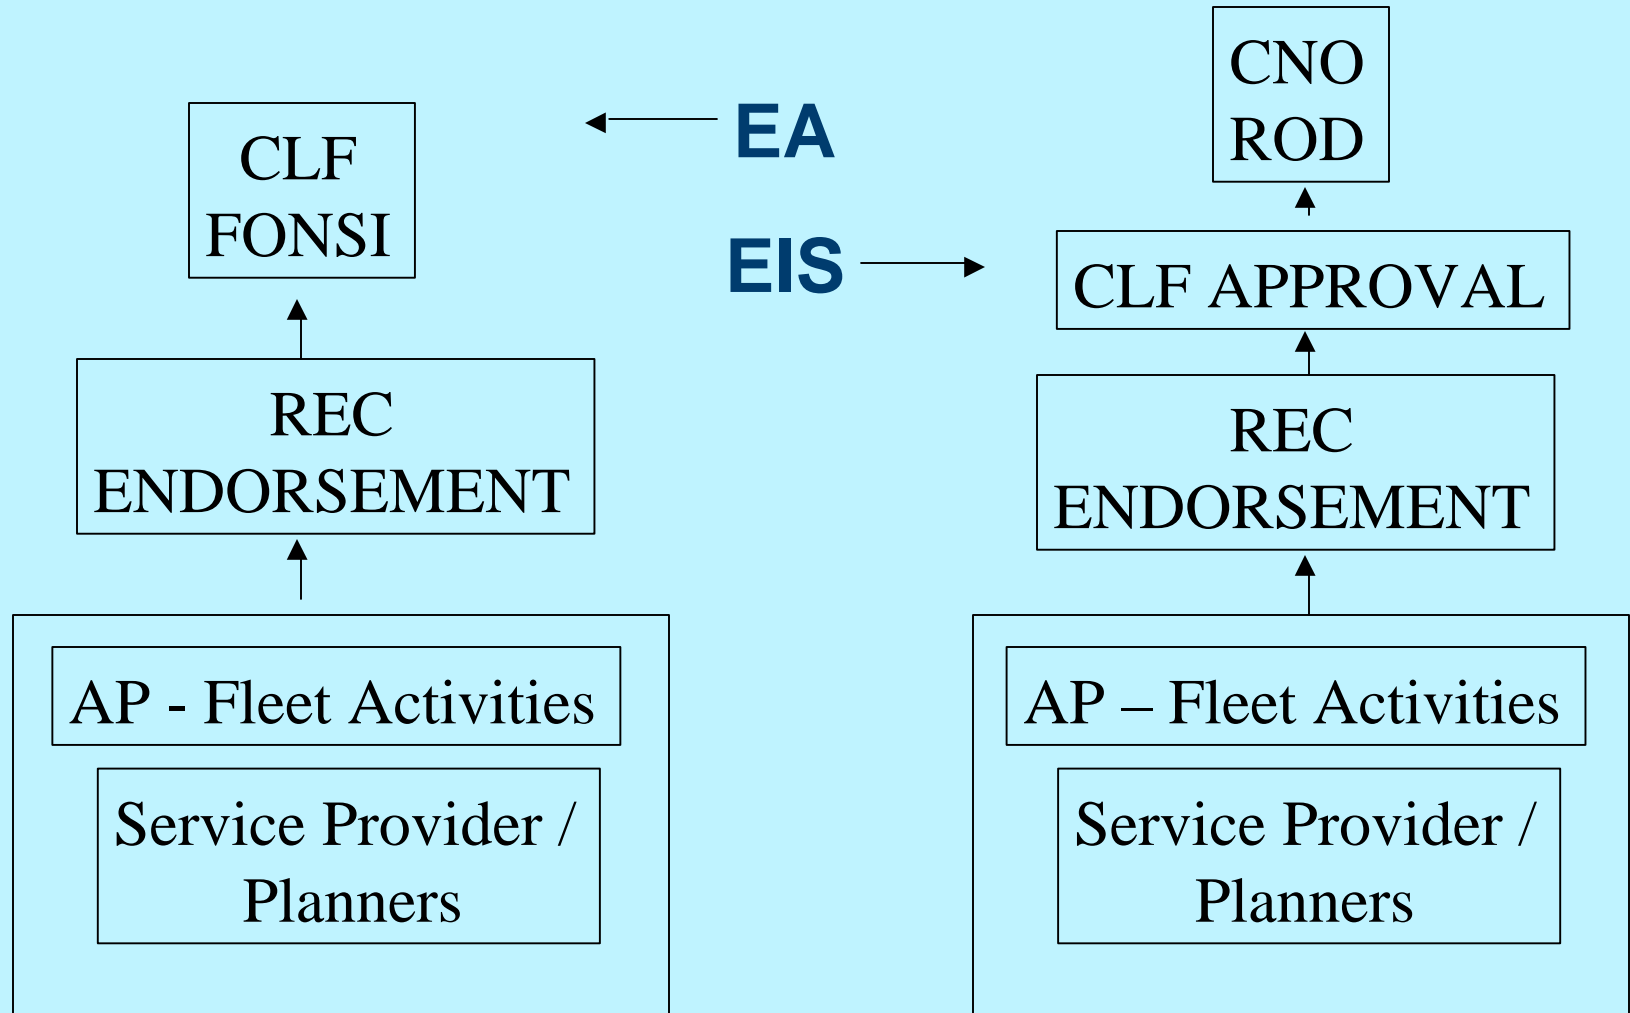 CLF
FONSI
REC
ENDORSEMENT
AP - Fleet Activities
Service Provider /
Planners
EA
EIS
CNO
ROD
CLF APPROVAL
REC
ENDORSEMENT
AP – Fleet Activities
Service Provider /
Planners